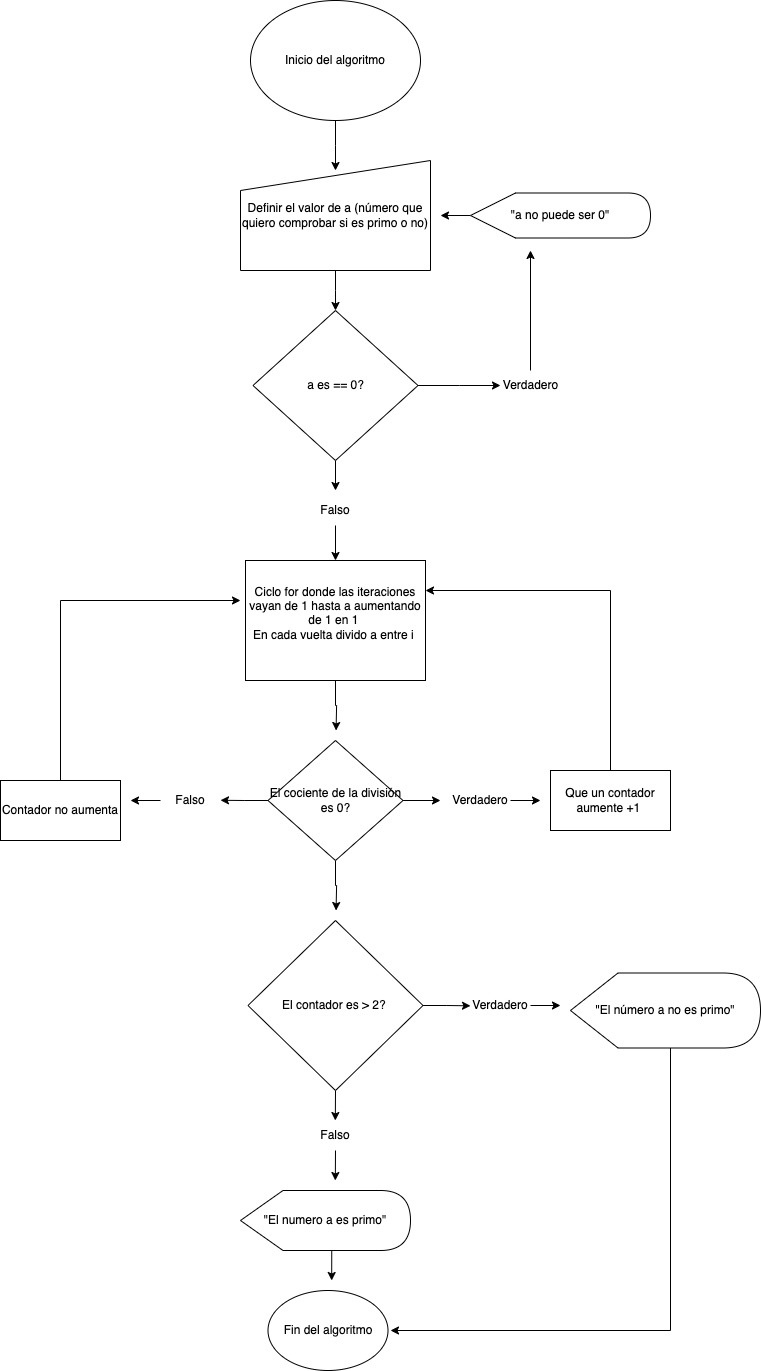 Inicio del algoritmo
Definir el valor de a (número que
quiero comprobar si es primo o no)
"a no puede ser 0"
a es == 0?
Verdadero
Falso
Ciclo for donde las iteraciones
vayan de 1 hasta a aumentando
de 1 en 1
En cada vuelta divido a entre i
El cociente de la división
es 0?
Falso
Contador no aumenta
Verdadero
Que un contador
aumente +1
El contador es > 2?
Verdadero
"El número a no es primo"
Falso
"El numero a es primo"
Fin del algoritmo